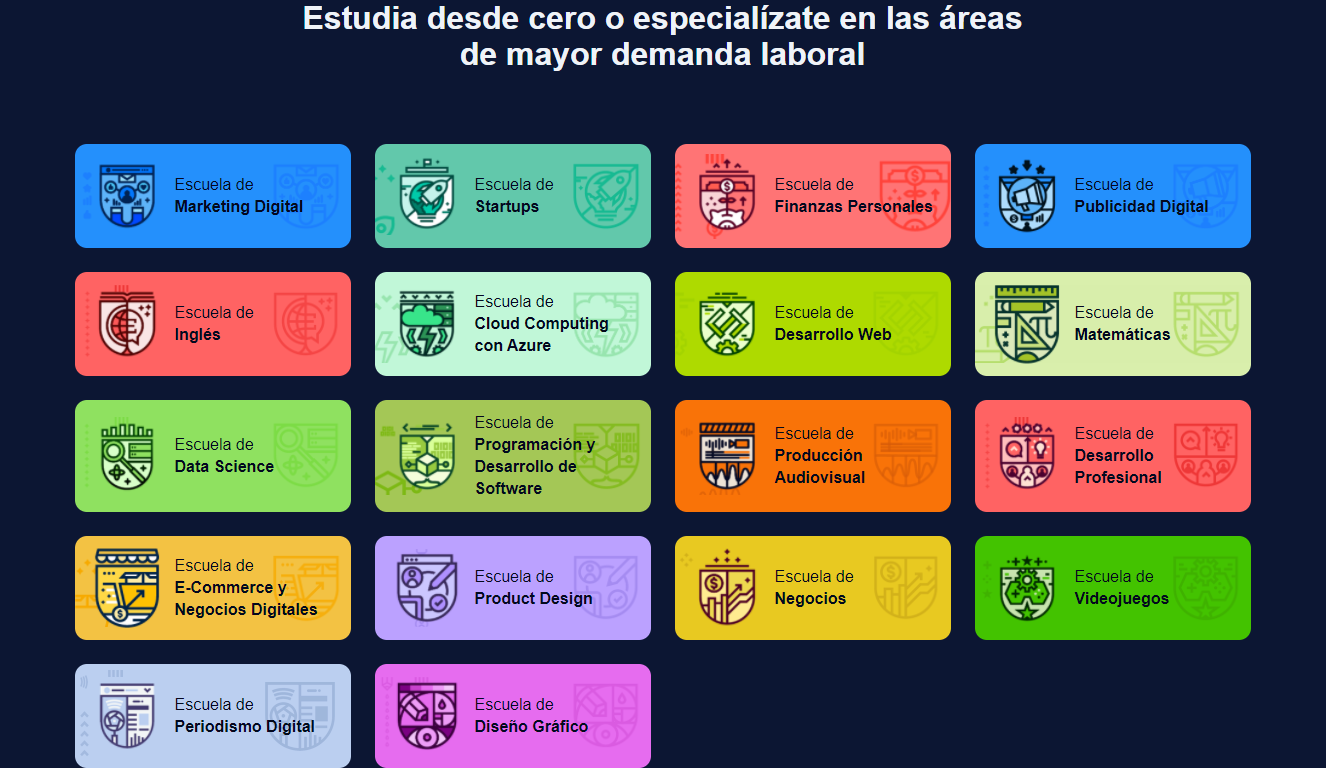 Estudia desde cero o especialízate en las áreas
de mayor demanda laboral
Escuela de
Marketing Digital
Escuela de
Startups
Escuela de
Finanzas Personales
Escuela de
Publicidad Digital
Escuela de
Inglés
Escuela de
Cloud Computing
con Azure
Escuela de
Desarrollo Web
Escuela de
Matemáticas
Escuela de
Data Science
Escuela de
Programación y
Desarrollo de
Software
Escuela de
Producción
Audiovisual
Escuela de
Desarrollo
Profesional
Escuela de
E-Commerce y
Negocios Digitales
Escuela de
Product Design
Escuela de
Negocios
Escuela de
Videojuegos
Escuela de
Periodismo Digital
Escuela de
Diseño Gráfico